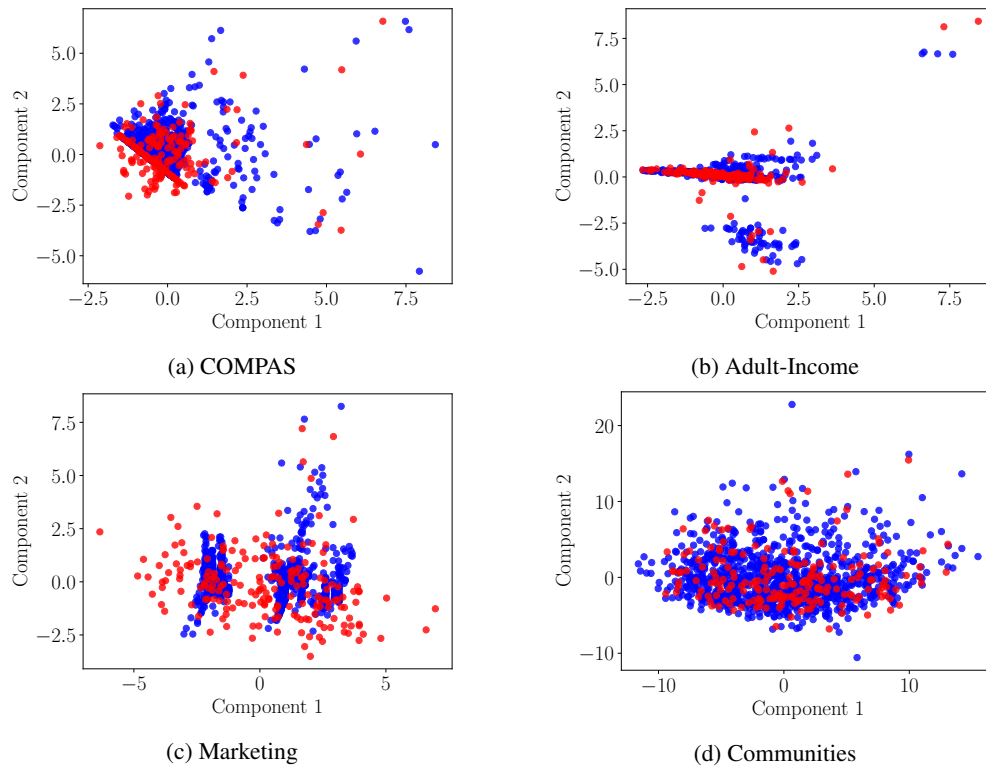 5.0
2.5
0.0
−2.5
−5.0
Component 2
−2.5 0.0 2.5 5.0 7.5
Component 1
(a) COMPAS
7.5
5.0
2.5
0.0
−2.5
−5.0
Component 2
−2.5 0.0 2.5 5.0 7.5
Component 1
(b) Adult-Income
7.5
5.0
2.5
0.0
−2.5
Component 2
−5 0 5
Component 1
(c) Marketing
20
10
0
−10
Component 2
−10 0 10
Component 1
(d) Communities